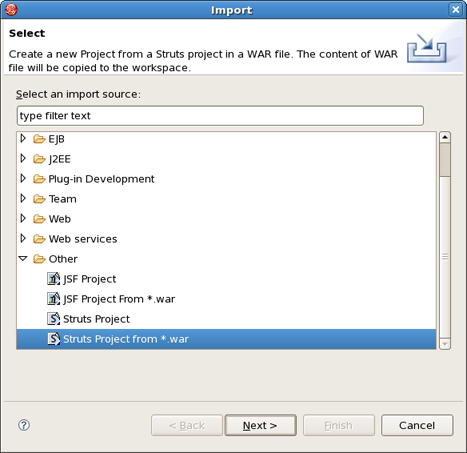 Import
Select
Create a new Project from a Struts project in a WAR file. The content of WAR
file will be copied to the workspace.
Select an import source:
type filter text
EJB
J2EE
Plug-in Development
Team
Web
Web services
Other
JSF Project
JSF Project From *.war
Struts Project
Struts Project from *.war
? < Back Next > Finish Cancel